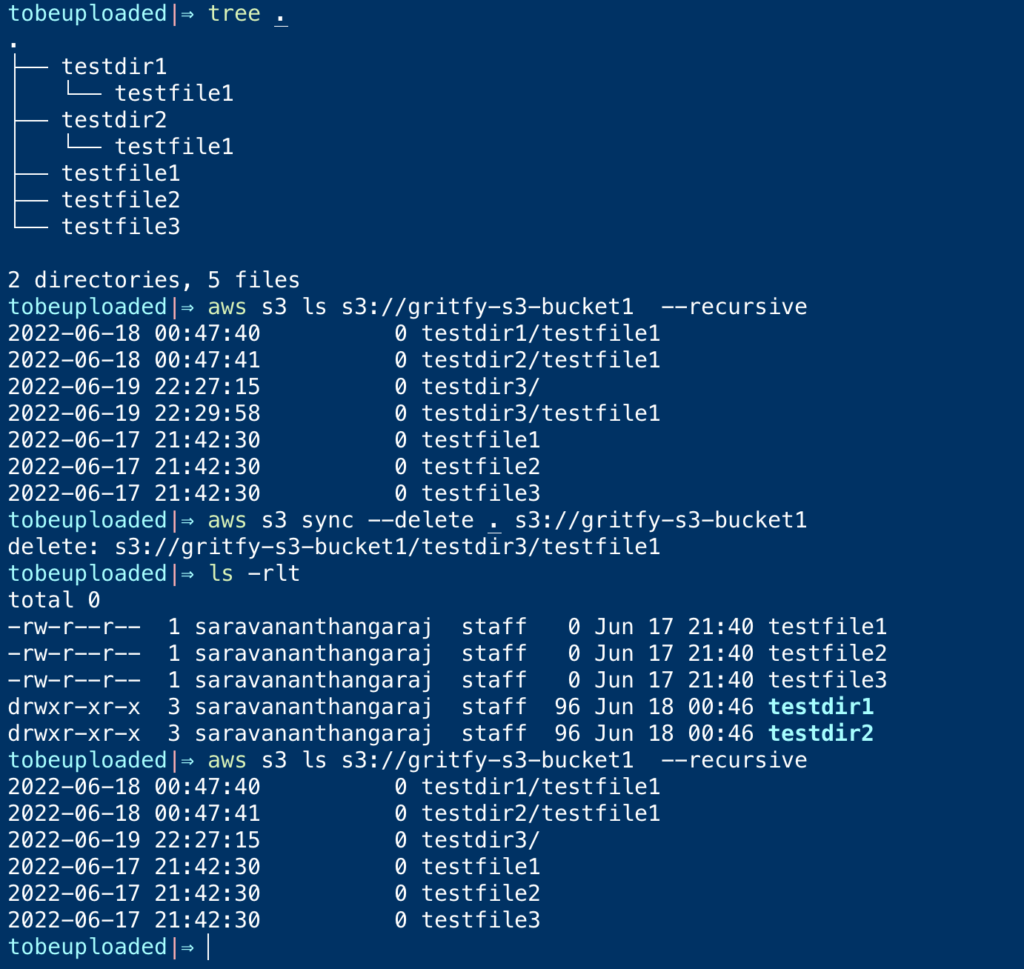 tobeuploaded|⇒ tree .
.
├── testdir1
│   └── testfile1
├── testdir2
│   └── testfile1
├── testfile1
├── testfile2
└── testfile3

2 directories, 5 files
tobeuploaded|⇒ aws s3 ls s3://gritfy-s3-bucket1  --recursive
2022-06-18 00:47:40          0 testdir1/testfile1
2022-06-18 00:47:41          0 testdir2/testfile1
2022-06-19 22:27:15          0 testdir3/
2022-06-19 22:29:58          0 testdir3/testfile1
2022-06-17 21:42:30          0 testfile1
2022-06-17 21:42:30          0 testfile2
2022-06-17 21:42:30          0 testfile3
tobeuploaded|⇒ aws s3 sync --delete . s3://gritfy-s3-bucket1
delete: s3://gritfy-s3-bucket1/testdir3/testfile1
tobeuploaded|⇒ ls -rlt
total 0
-rw-r--r--  1 saravananthangaraj  staff   0 Jun 17 21:40 testfile1
-rw-r--r--  1 saravananthangaraj  staff   0 Jun 17 21:40 testfile2
-rw-r--r--  1 saravananthangaraj  staff   0 Jun 17 21:40 testfile3
drwxr-xr-x  3 saravananthangaraj  staff  96 Jun 18 00:46 testdir1
drwxr-xr-x  3 saravananthangaraj  staff  96 Jun 18 00:46 testdir2
tobeuploaded|⇒ aws s3 ls s3://gritfy-s3-bucket1  --recursive
2022-06-18 00:47:40          0 testdir1/testfile1
2022-06-18 00:47:41          0 testdir2/testfile1
2022-06-19 22:27:15          0 testdir3/
2022-06-17 21:42:30          0 testfile1
2022-06-17 21:42:30          0 testfile2
2022-06-17 21:42:30          0 testfile3
tobeuploaded|⇒